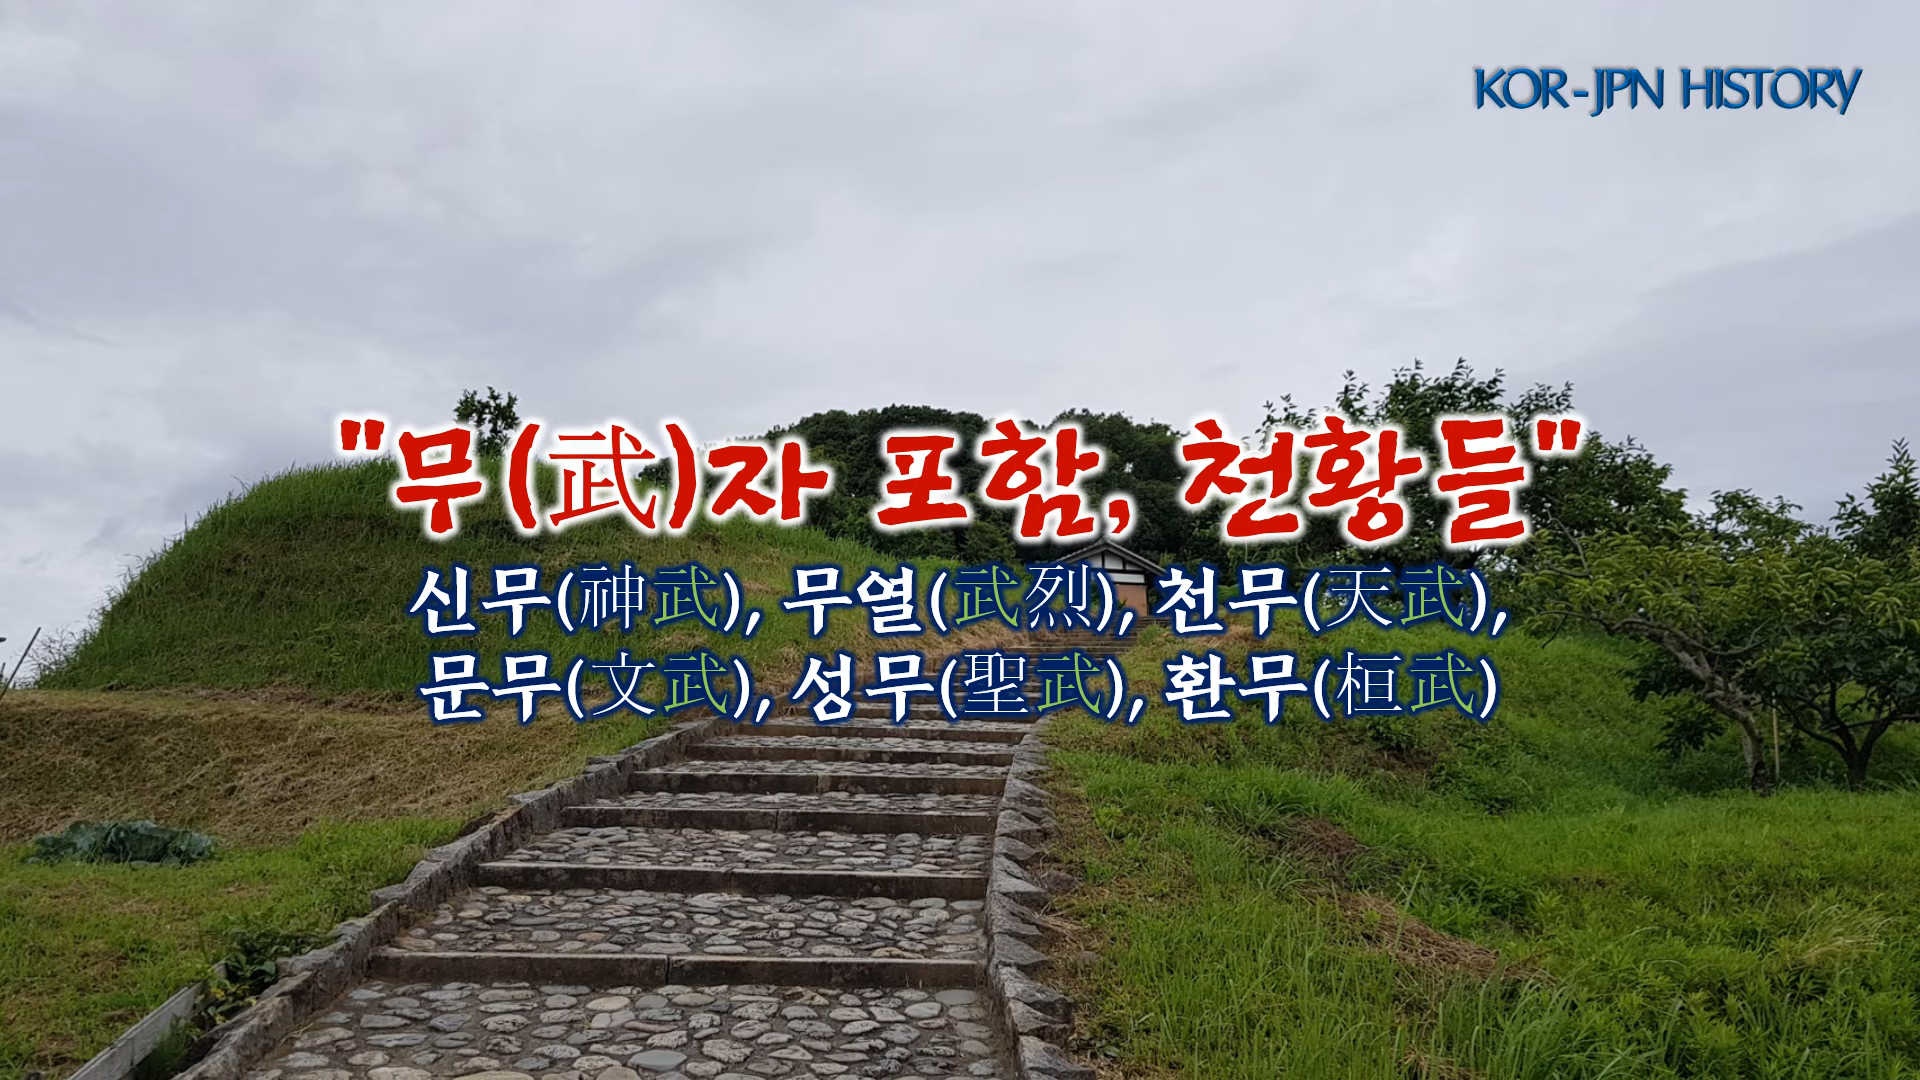 KOR-JPN HISTORY
"무(武)자 포함, 천황들"
신무(神武), 무열(武烈), 천무(天武),
문무(文武), 성무(聖武), 환무(桓武)